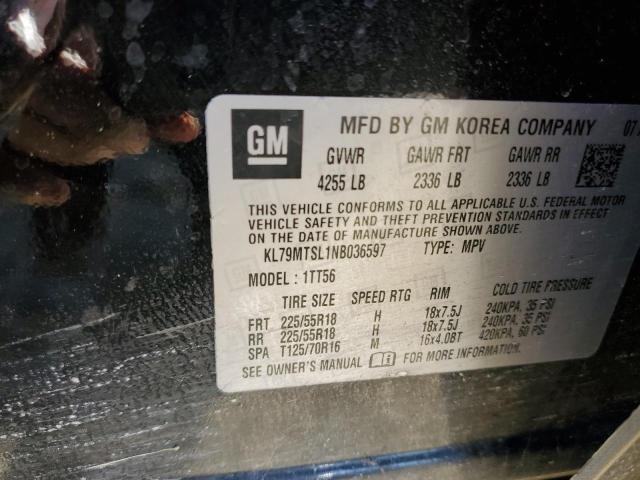 GM
MFD BY GM KOREA COMPANY 07
GVWR GAWR FRT GAWR RR
4255 LB 2336 LB 2336 LB
THIS VEHICLE CONFORMS TO ALL APPLICABLE U.S. FEDERAL MOTOR
VEHICLE SAFETY AND THEFT PREVENTION STANDARDS IN EFFECT
ON THE DATE OF MANUFACTURE SHOWN ABOVE.
KL79MTSL1NB036597 TYPE: MPV
MODEL: 1TT56
TIRE SIZE SPEED RTG RIM COLD TIRE PRESSURE
FRT 225/55R18 H 18x7.5J 240KPA, 35 PSI
RR 225/55R18 H 18x7.5J 240KPA, 35 PSI
SPA T125/70R16 M 16x4.0BT 420KPA, 60 PSI
SEE OWNER'S MANUAL FOR MORE INFORMATION